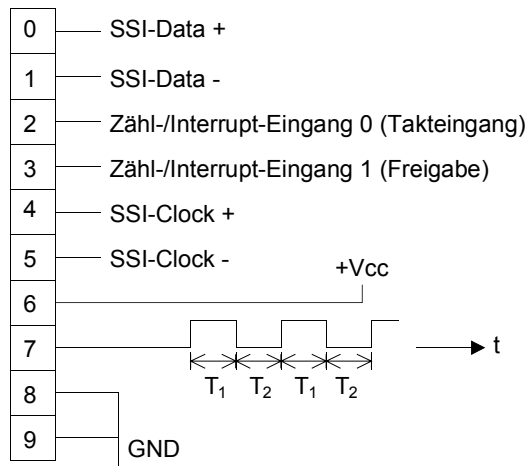 0 SSI-Data +
1 SSI-Data -
2 Zähl-/Interrupt-Eingang 0 (Takteingang)
3 Zähl-/Interrupt-Eingang 1 (Freigabe)
4 SSI-Clock +
5 SSI-Clock -
+Vcc
6
7 t
T₁ T₂ T₁ T₂
8
9 GND